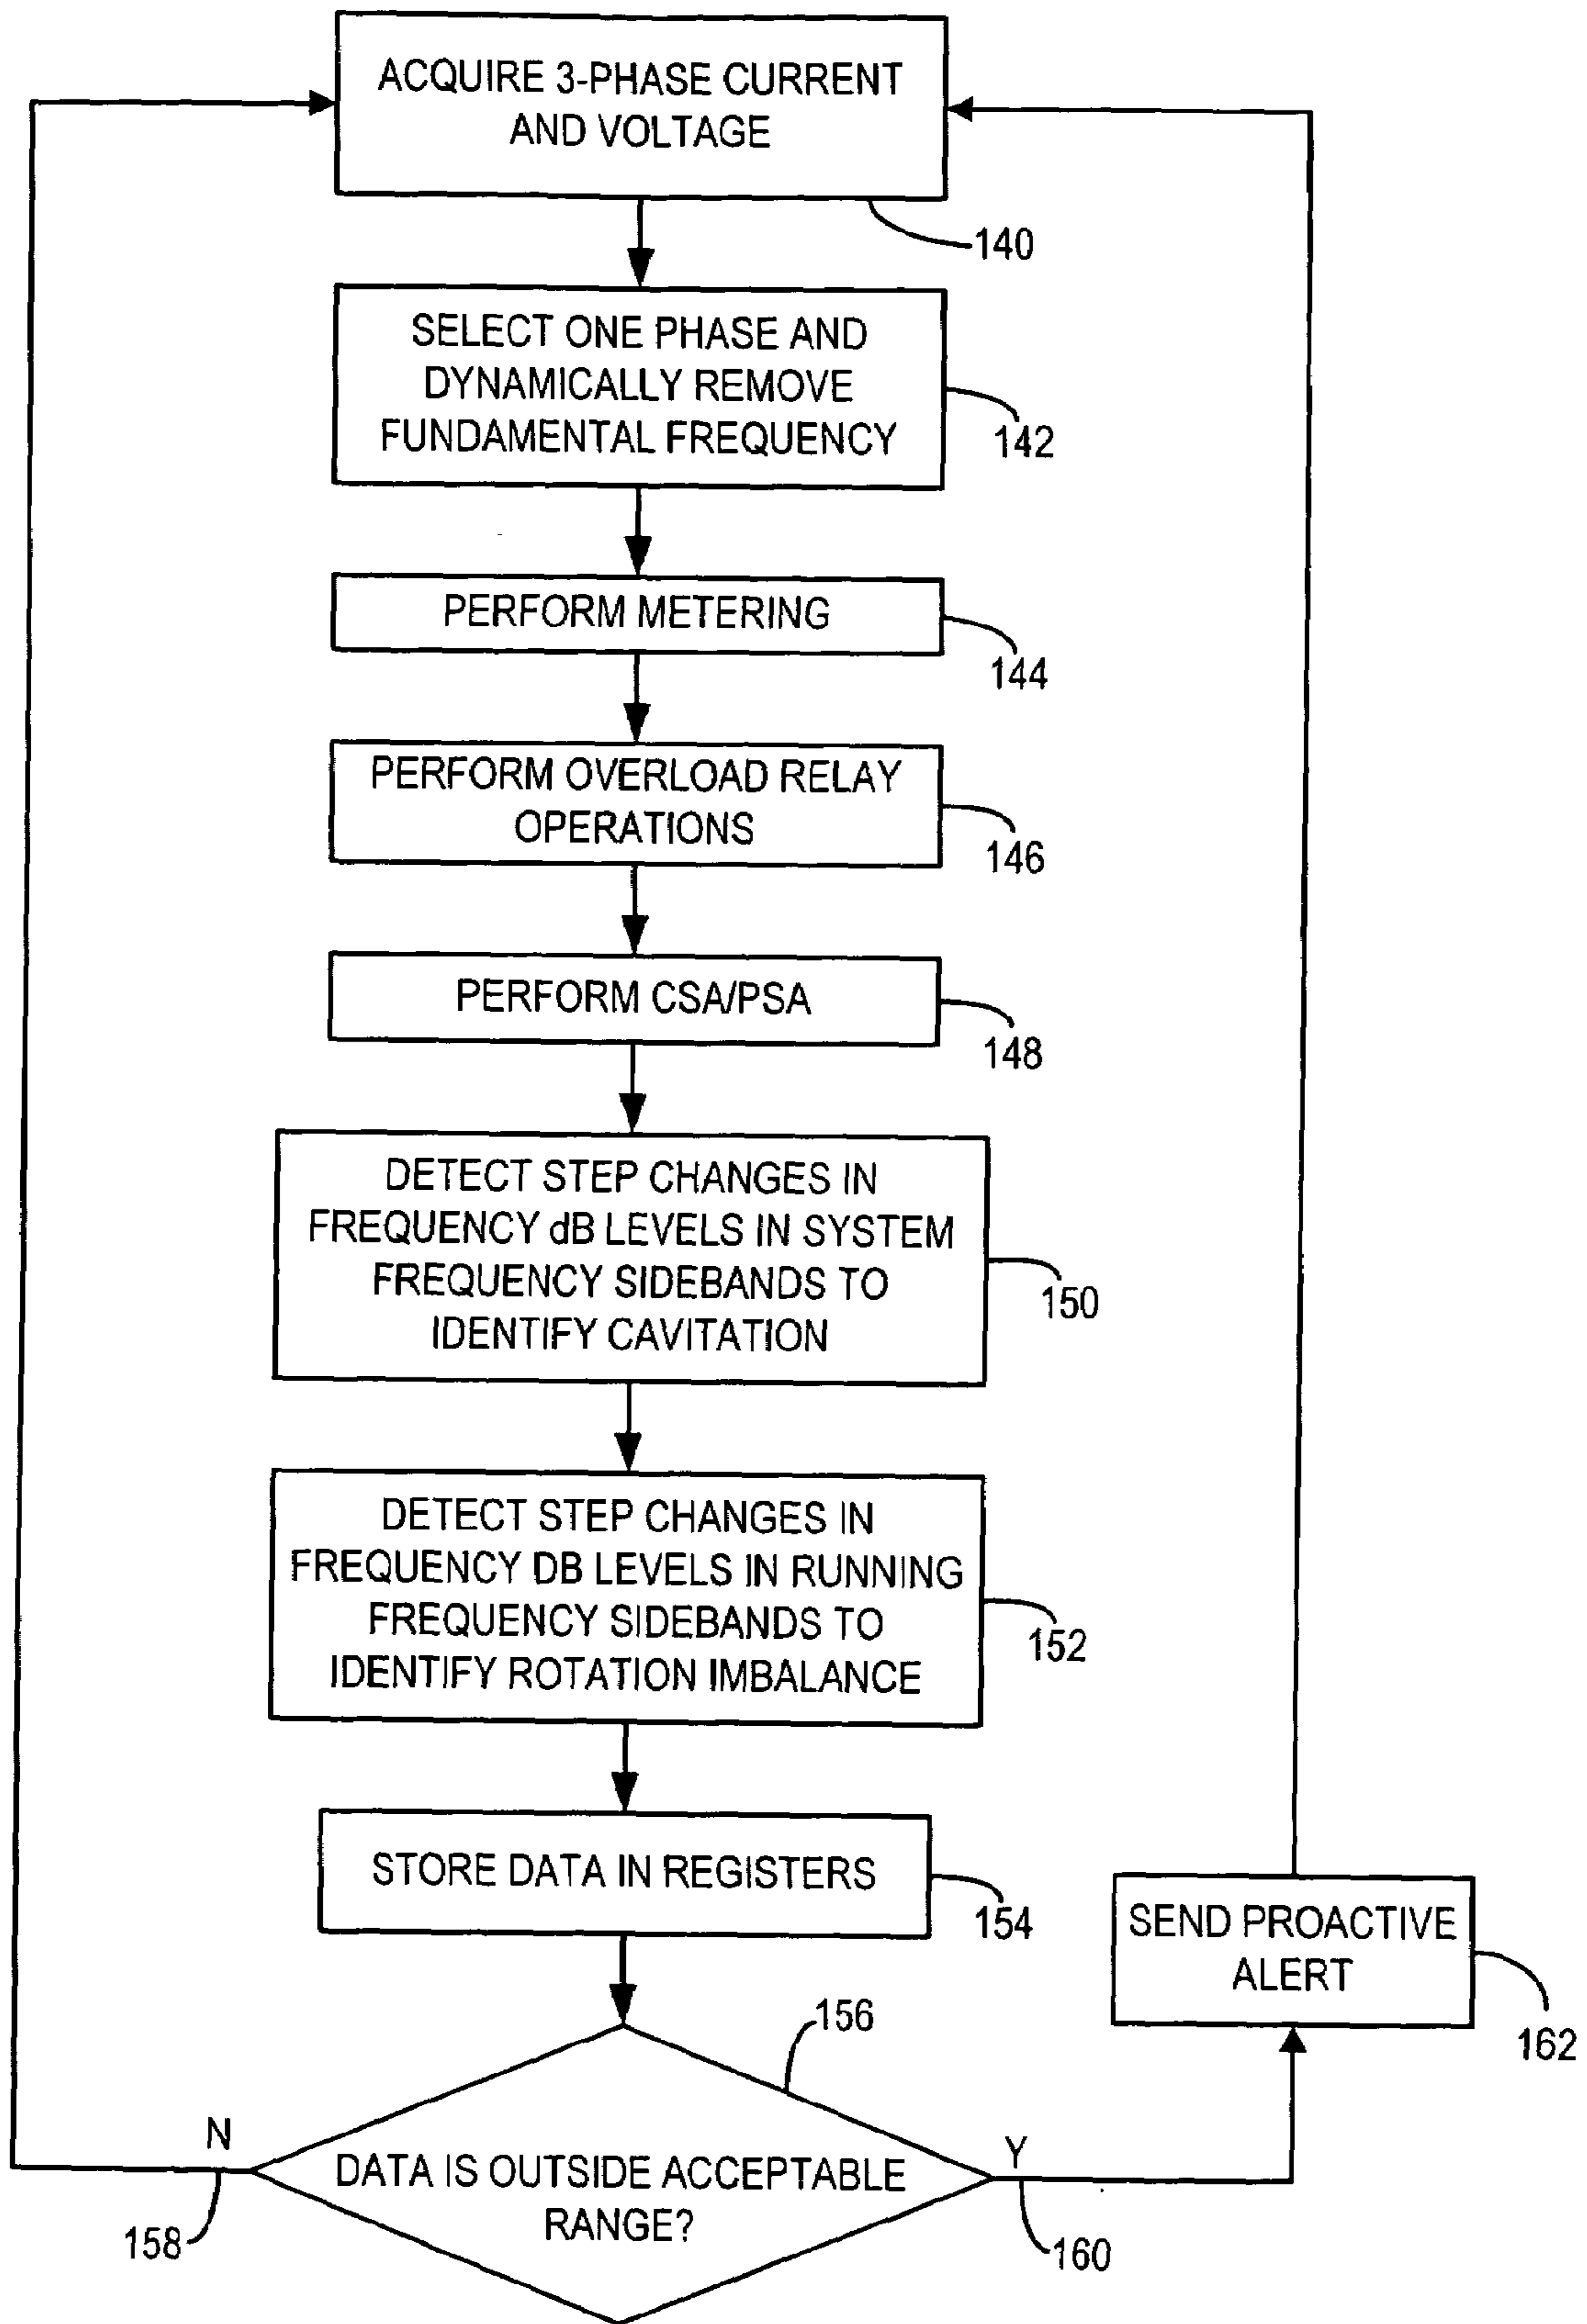 ACQUIRE 3-PHASE CURRENT
AND VOLTAGE
140
SELECT ONE PHASE AND
DYNAMICALLY REMOVE
FUNDAMENTAL FREQUENCY
142
PERFORM METERING
144
PERFORM OVERLOAD RELAY
OPERATIONS
146
PERFORM CSA/PSA
148
DETECT STEP CHANGES IN
FREQUENCY dB LEVELS IN SYSTEM
FREQUENCY SIDEBANDS TO
IDENTIFY CAVITATION
150
DETECT STEP CHANGES IN
FREQUENCY DB LEVELS IN RUNNING
FREQUENCY SIDEBANDS TO
IDENTIFY ROTATION IMBALANCE
152
STORE DATA IN REGISTERS
154
SEND PROACTIVE
ALERT
162
156
N
Y
DATA IS OUTSIDE ACCEPTABLE
RANGE?
158
160